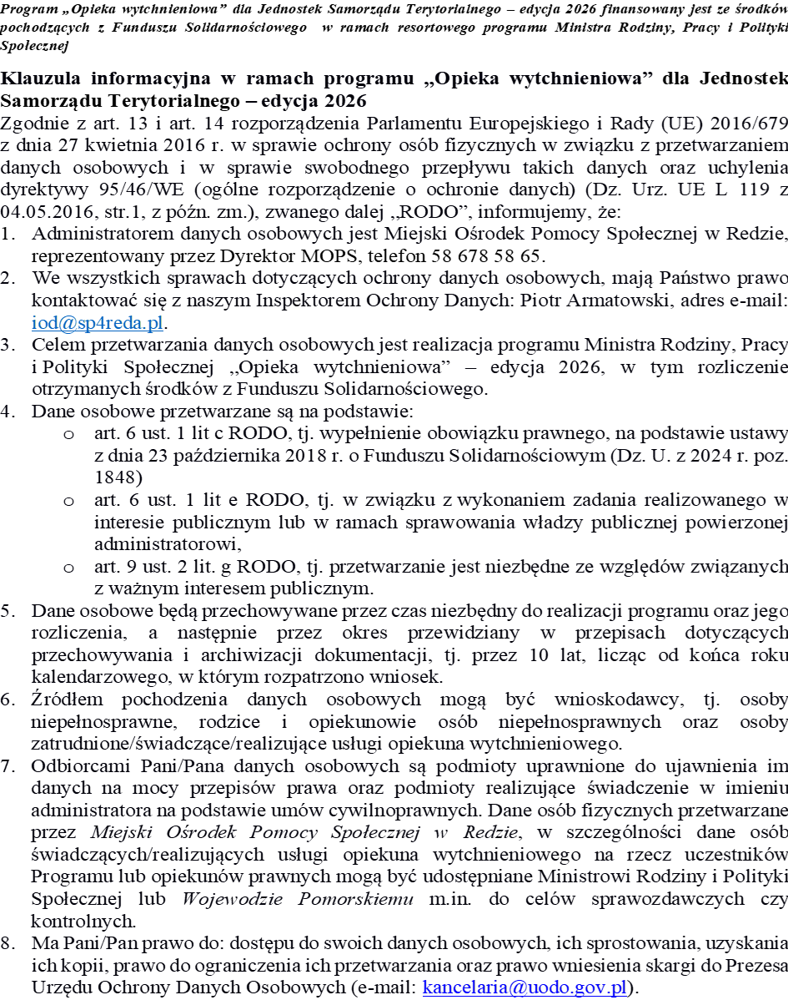 Program „Opieka wytchnieniowa” dla Jednostek Samorządu Terytorialnego – edycja 2026 finansowany jest ze środków
pochodzących z Funduszu Solidarnościowego w ramach resortowego programu Ministra Rodziny, Pracy i Polityki
Społecznej
Klauzula informacyjna w ramach programu „Opieka wytchnieniowa” dla Jednostek
Samorządu Terytorialnego – edycja 2026
Zgodnie z art. 13 i art. 14 rozporządzenia Parlamentu Europejskiego i Rady (UE) 2016/679
z dnia 27 kwietnia 2016 r. w sprawie ochrony osób fizycznych w związku z przetwarzaniem
danych osobowych i w sprawie swobodnego przepływu takich danych oraz uchylenia
dyrektywy 95/46/WE (ogólne rozporządzenie o ochronie danych) (Dz. Urz. UE L 119 z
04.05.2016, str.1, z późn. zm.), zwanego dalej „RODO”, informujemy, że:
1. Administratorem danych osobowych jest Miejski Ośrodek Pomocy Społecznej w Redzie,
reprezentowany przez Dyrektor MOPS, telefon 58 678 58 65.
2. We wszystkich sprawach dotyczących ochrony danych osobowych, mają Państwo prawo
kontaktować się z naszym Inspektorem Ochrony Danych: Piotr Armatowski, adres e-mail:
iod@sp4reda.pl.
3. Celem przetwarzania danych osobowych jest realizacja programu Ministra Rodziny, Pracy
i Polityki Społecznej „Opieka wytchnieniowa” – edycja 2026, w tym rozliczenie
otrzymanych środków z Funduszu Solidarnościowego.
4. Dane osobowe przetwarzane są na podstawie:
o art. 6 ust. 1 lit c RODO, tj. wypełnienie obowiązku prawnego, na podstawie ustawy
z dnia 23 października 2018 r. o Funduszu Solidarnościowym (Dz. U. z 2024 r. poz.
1848)
o art. 6 ust. 1 lit e RODO, tj. w związku z wykonaniem zadania realizowanego w
interesie publicznym lub w ramach sprawowania władzy publicznej powierzonej
administratorowi,
o art. 9 ust. 2 lit. g RODO, tj. przetwarzanie jest niezbędne ze względów związanych
z ważnym interesem publicznym.
5. Dane osobowe będą przechowywane przez czas niezbędny do realizacji programu oraz jego
rozliczenia, a następnie przez okres przewidziany w przepisach dotyczących
przechowywania i archiwizacji dokumentacji, tj. przez 10 lat, licząc od końca roku
kalendarzowego, w którym rozpatrzono wniosek.
6. Źródłem pochodzenia danych osobowych mogą być wnioskodawcy, tj. osoby
niepełnosprawne, rodzice i opiekunowie osób niepełnosprawnych oraz osoby
zatrudnione/świadczące/realizujące usługi opiekuna wytchnieniowego.
7. Odbiorcami Pani/Pana danych osobowych są podmioty uprawnione do ujawnienia im
danych na mocy przepisów prawa oraz podmioty realizujące świadczenie w imieniu
administratora na podstawie umów cywilnoprawnych. Dane osób fizycznych przetwarzane
przez Miejski Ośrodek Pomocy Społecznej w Redzie, w szczególności dane osób
świadczących/realizujących usługi opiekuna wytchnieniowego na rzecz uczestników
Programu lub opiekunów prawnych mogą być udostępniane Ministrowi Rodziny i Polityki
Społecznej lub Wojewodzie Pomorskiemu m.in. do celów sprawozdawczych czy
kontrolnych.
8. Ma Pani/Pan prawo do: dostępu do swoich danych osobowych, ich sprostowania, uzyskania
ich kopii, prawo do ograniczenia ich przetwarzania oraz prawo wniesienia skargi do Prezesa
Urzędu Ochrony Danych Osobowych (e-mail: kancelaria@uodo.gov.pl).